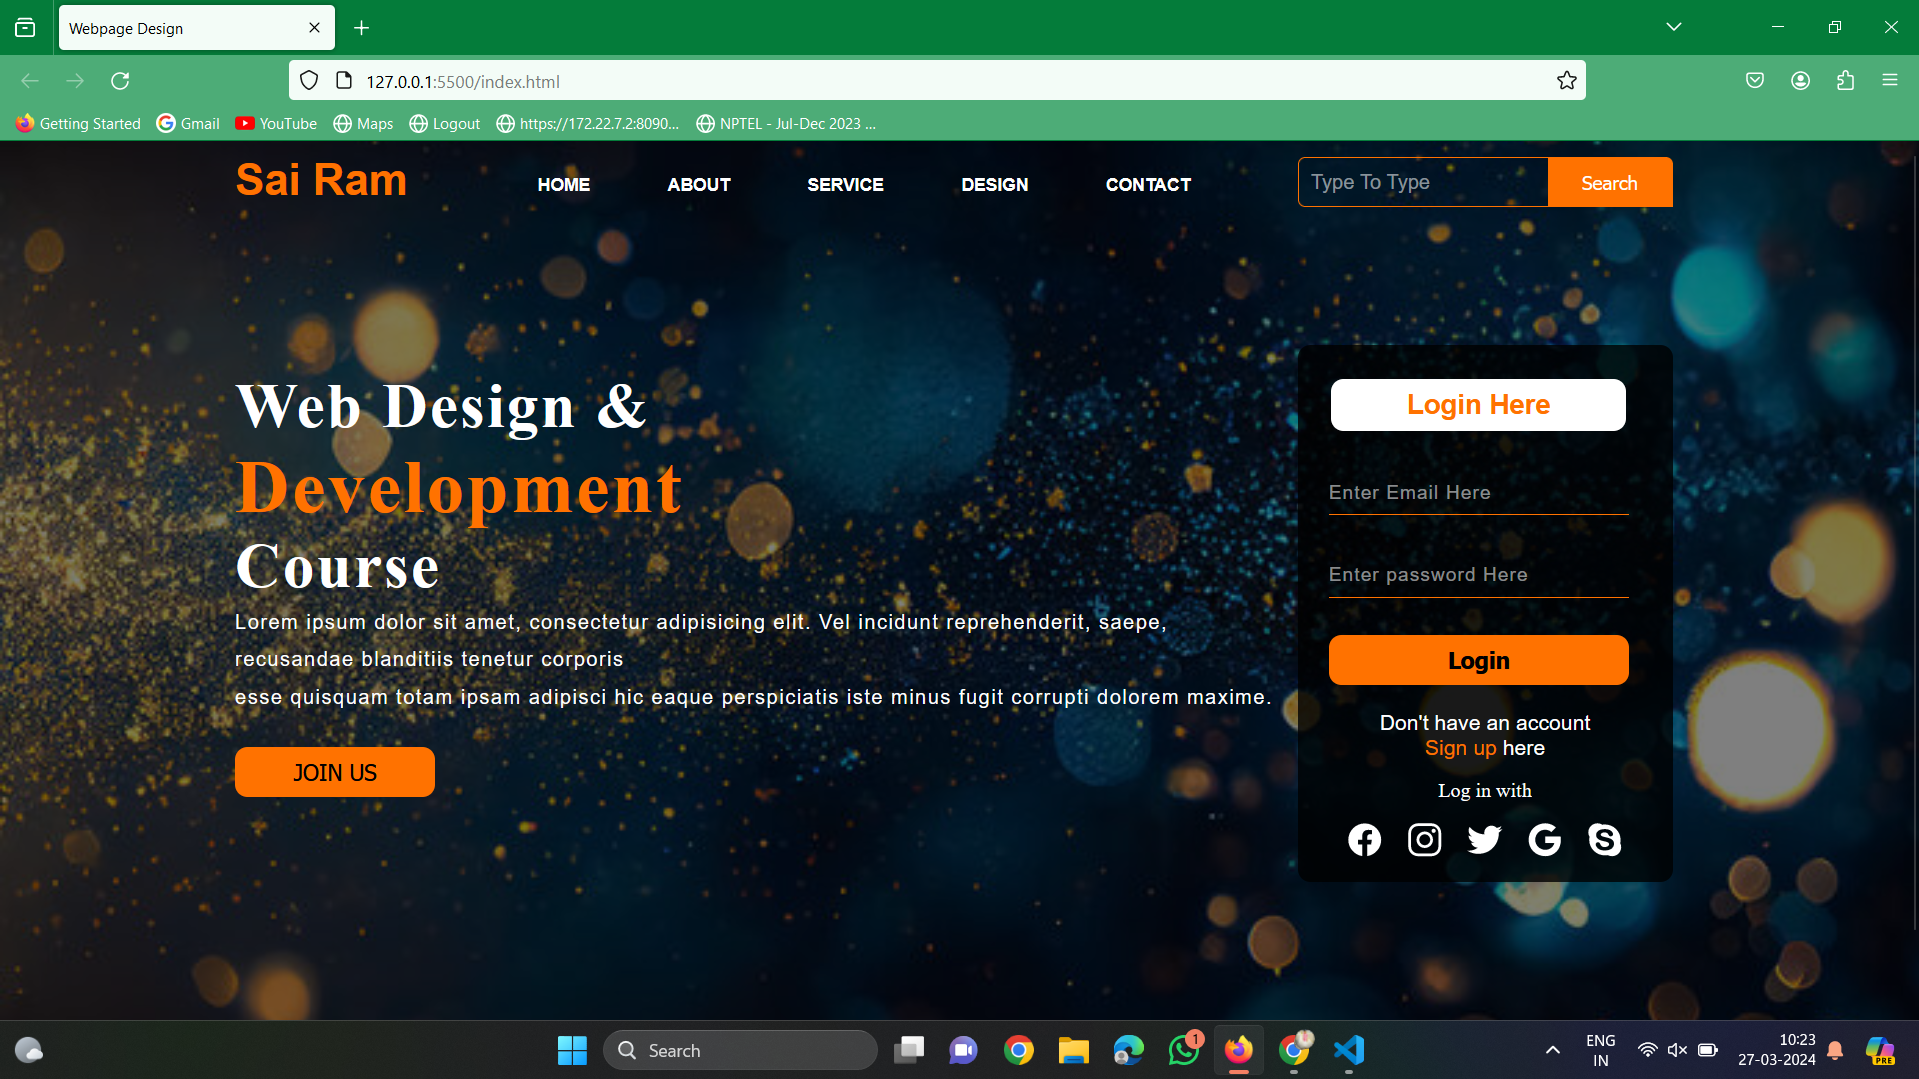 Webpage Design
127.0.0.1:5500/index.html
Getting Started Gmail YouTube Maps Logout https://172.22.7.2:8090... NPTEL - Jul-Dec 2023 ...
Sai Ram HOME ABOUT SERVICE DESIGN CONTACT Type To Type Search
Web Design &
Development
Course
Lorem ipsum dolor sit amet, consectetur adipisicing elit. Vel incidunt reprehenderit, saepe,
recusandae blanditiis tenetur corporis
esse quisquam totam ipsam adipisci hic eaque perspiciatis iste minus fugit corrupti dolorem maxime.
JOIN US
Login Here
Enter Email Here
Enter password Here
Login
Don't have an account
Sign up here
Log in with
Search
1
ENG
IN
10:23
27-03-2024
PRE